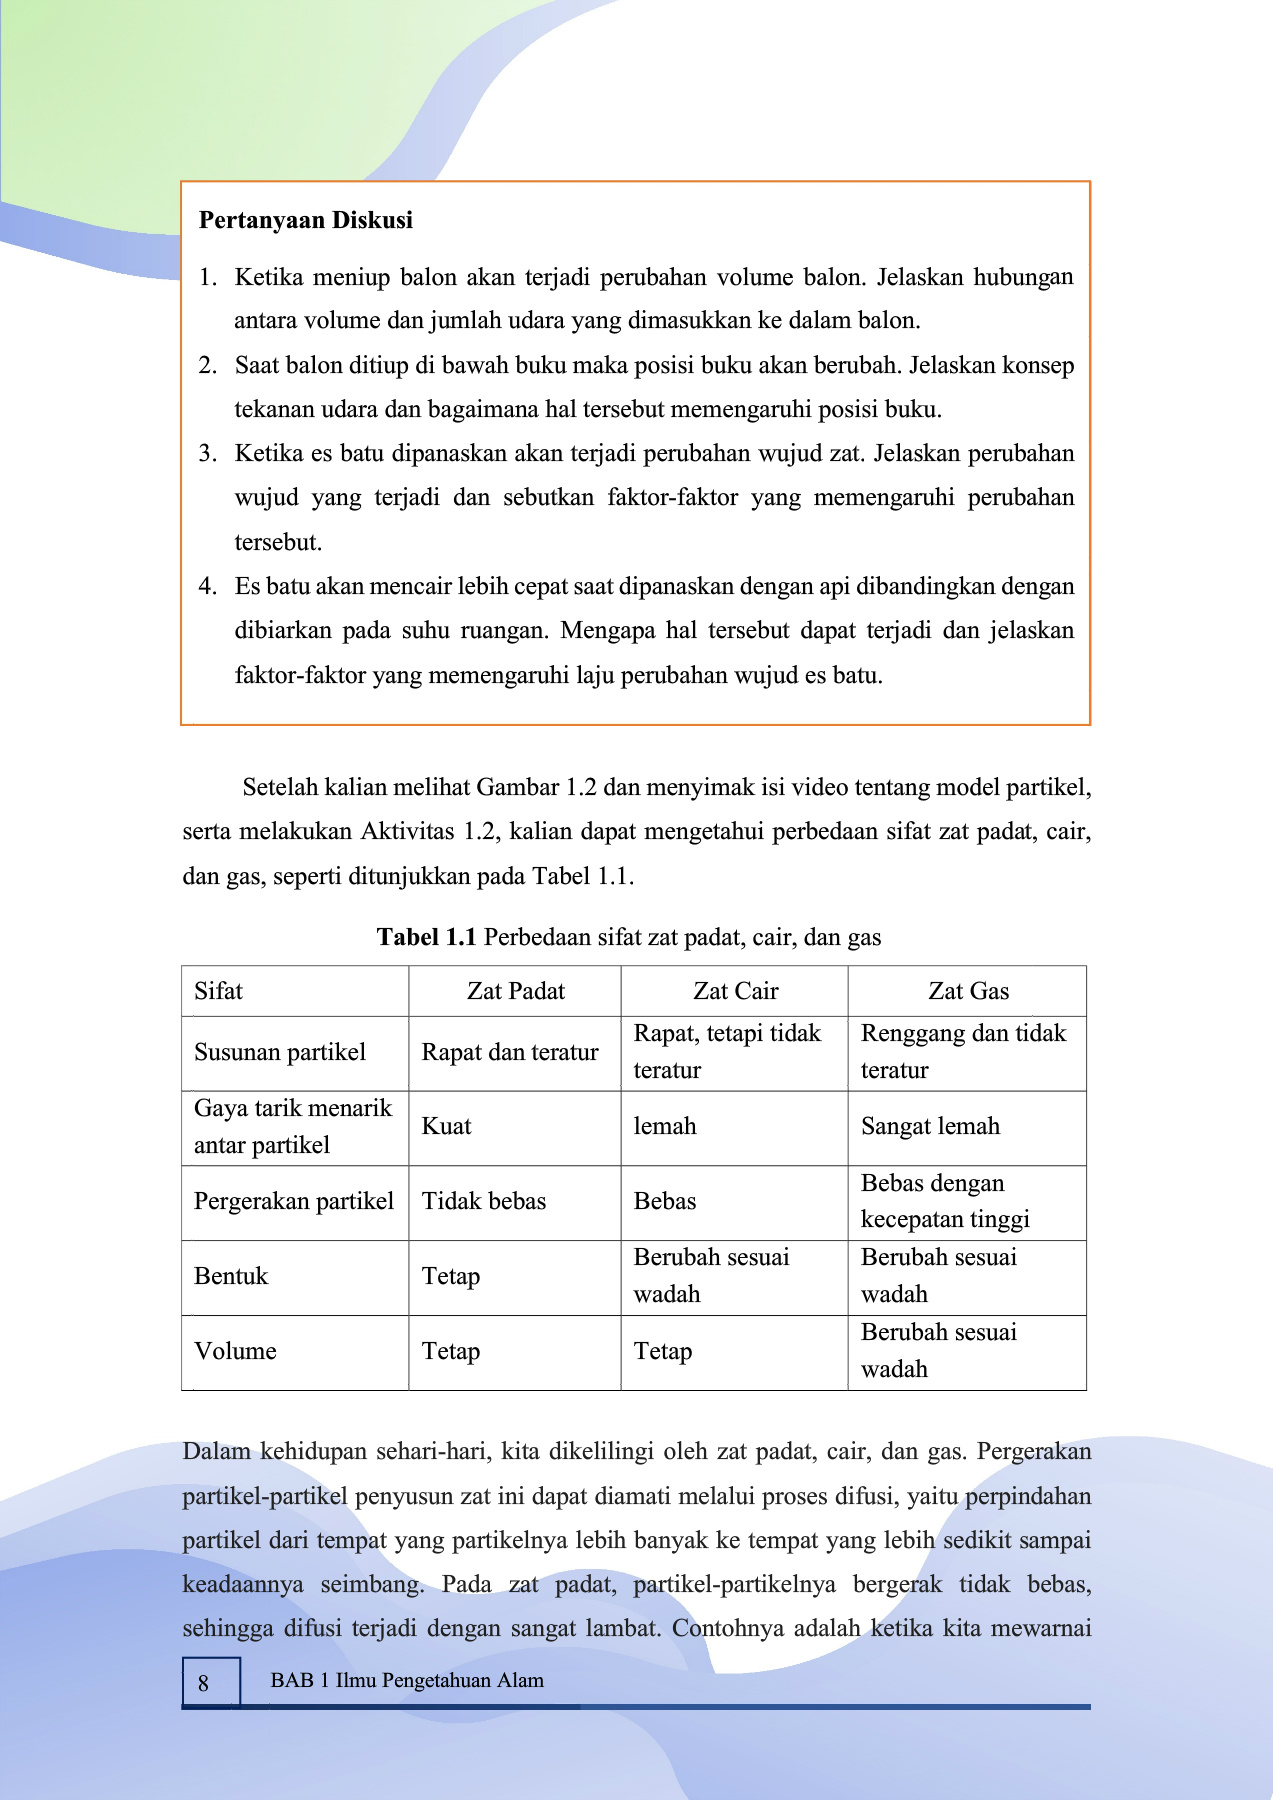 Pertanyaan Diskusi
1. Ketika meniup balon akan terjadi perubahan volume balon. Jelaskan hubungan
antara volume dan jumlah udara yang dimasukkan ke dalam balon.
2. Saat balon ditiup di bawah buku maka posisi buku akan berubah. Jelaskan konsep
tekanan udara dan bagaimana hal tersebut memengaruhi posisi buku.
3. Ketika es batu dipanaskan akan terjadi perubahan wujud zat. Jelaskan perubahan
wujud yang terjadi dan sebutkan faktor-faktor yang memengaruhi perubahan
tersebut.
4. Es batu akan mencair lebih cepat saat dipanaskan dengan api dibandingkan dengan
dibiarkan pada suhu ruangan. Mengapa hal tersebut dapat terjadi dan jelaskan
faktor-faktor yang memengaruhi laju perubahan wujud es batu.
Setelah kalian melihat Gambar 1.2 dan menyimak isi video tentang model partikel,
serta melakukan Aktivitas 1.2, kalian dapat mengetahui perbedaan sifat zat padat, cair,
dan gas, seperti ditunjukkan pada Tabel 1.1.
Tabel 1.1 Perbedaan sifat zat padat, cair, dan gas
Sifat Zat Padat Zat Cair Zat Gas
Susunan partikel Rapat dan teratur Rapat, tetapi tidak teratur Renggang dan tidak teratur
Gaya tarik menarik antar partikel Kuat lemah Sangat lemah
Pergerakan partikel Tidak bebas Bebas Bebas dengan kecepatan tinggi
Bentuk Tetap Berubah sesuai wadah Berubah sesuai wadah
Volume Tetap Tetap Berubah sesuai wadah
Dalam kehidupan sehari-hari, kita dikelilingi oleh zat padat, cair, dan gas. Pergerakan
partikel-partikel penyusun zat ini dapat diamati melalui proses difusi, yaitu perpindahan
partikel dari tempat yang partikelnya lebih banyak ke tempat yang lebih sedikit sampai
keadaannya seimbang. Pada zat padat, partikel-partikelnya bergerak tidak bebas,
sehingga difusi terjadi dengan sangat lambat. Contohnya adalah ketika kita mewarnai
8 BAB 1 Ilmu Pengetahuan Alam